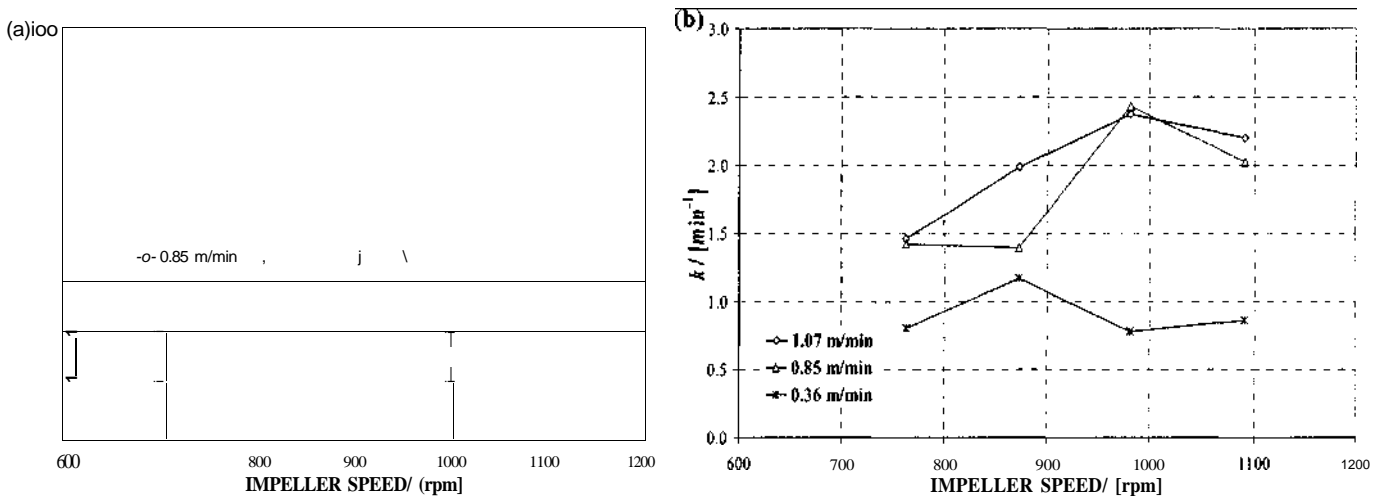 (a)ioo
-o- 0.85 m/min , j \
600 800 900 1000 1100 1200
IMPELLER SPEED/ (rpm]
(b)
3.0
2.5
2.0
1.5
1.0
0.5
0.0
k / [min⁻¹]
1.07 m/min
0.85 m/min
0.36 m/min
600 700 800 900 1000 1100 1200
IMPELLER SPEED/ [rpm]